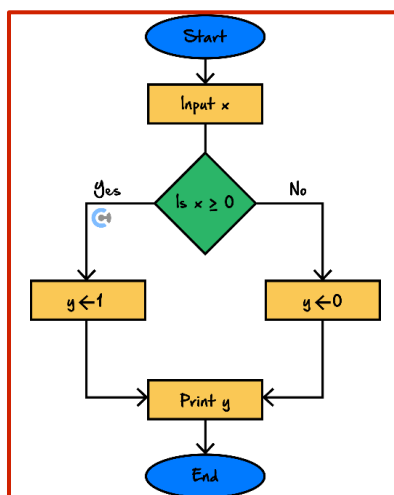 Start
Input x
Yes
Is x ≥ 0
No
y←1
y←0
Print y
End